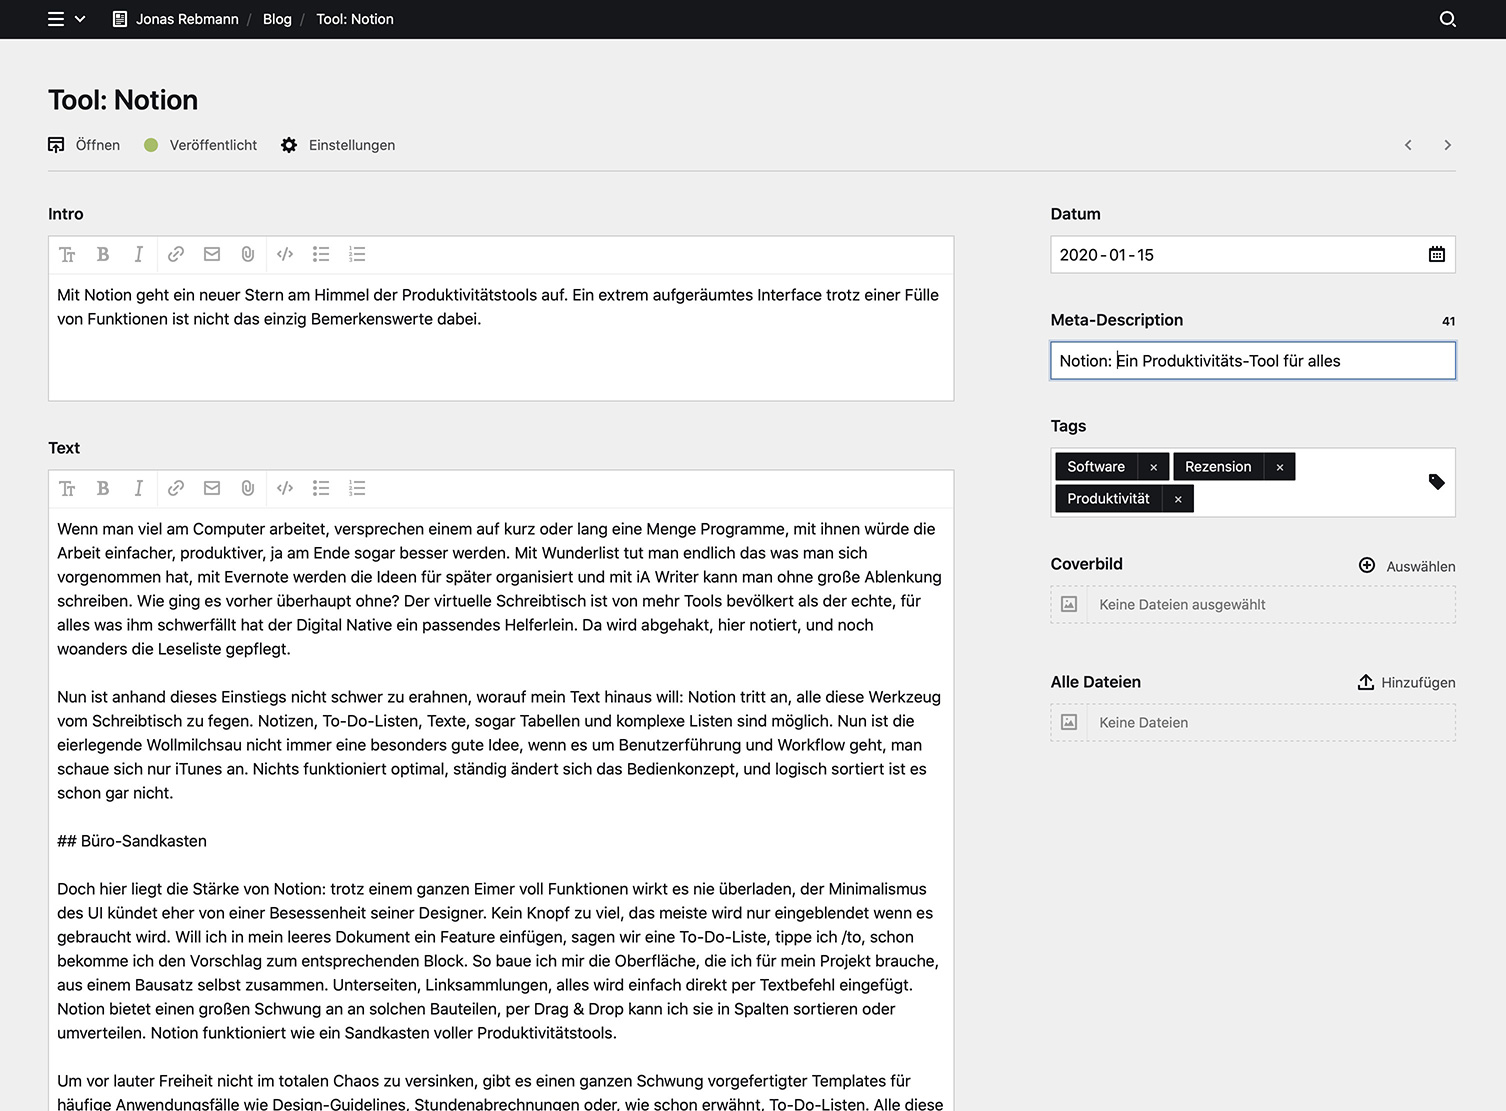 Jonas Rebmann / Blog / Tool: Notion
Tool: Notion
Öffnen Veröffentlicht Einstellungen
Intro
Mit Notion geht ein neuer Stern am Himmel der Produktivitätstools auf. Ein extrem aufgeräumtes Interface trotz einer Fülle
von Funktionen ist nicht das einzig Bemerkenswerte dabei.
Text
Wenn man viel am Computer arbeitet, versprechen einem auf kurz oder lang eine Menge Programme, mit ihnen würde die
Arbeit einfacher, produktiver, ja am Ende sogar besser werden. Mit Wunderlist tut man endlich das was man sich
vorgenommen hat, mit Evernote werden die Ideen für später organisiert und mit iA Writer kann man ohne große Ablenkung
schreiben. Wie ging es vorher überhaupt ohne? Der virtuelle Schreibtisch ist von mehr Tools bevölkert als der echte, für
alles was ihm schwerfällt hat der Digital Native ein passendes Helferlein. Da wird abgehakt, hier notiert, und noch
woanders die Leseliste gepflegt.
Nun ist anhand dieses Einstiegs nicht schwer zu erahnen, worauf mein Text hinaus will: Notion tritt an, alle diese Werkzeug
vom Schreibtisch zu fegen. Notizen, To-Do-Listen, Texte, sogar Tabellen und komplexe Listen sind möglich. Nun ist die
eierlegende Wollmilchsau nicht immer eine besonders gute Idee, wenn es um Benutzerführung und Workflow geht, man
schaue sich nur iTunes an. Nichts funktioniert optimal, ständig ändert sich das Bedienkonzept, und logisch sortiert ist es
schon gar nicht.
## Büro-Sandkasten
Doch hier liegt die Stärke von Notion: trotz einem ganzen Eimer voll Funktionen wirkt es nie überladen, der Minimalismus
des UI kündet eher von einer Besessenheit seiner Designer. Kein Knopf zu viel, das meiste wird nur eingeblendet wenn es
gebraucht wird. Will ich in mein leeres Dokument ein Feature einfügen, sagen wir eine To-Do-Liste, tippe ich /to, schon
bekomme ich den Vorschlag zum entsprechenden Block. So baue ich mir die Oberfläche, die ich für mein Projekt brauche,
aus einem Bausatz selbst zusammen. Unterseiten, Linksammlungen, alles wird einfach direkt per Textbefehl eingefügt.
Notion bietet einen großen Schwung an an solchen Bauteilen, per Drag & Drop kann ich sie in Spalten sortieren oder
umverteilen. Notion funktioniert wie ein Sandkasten voller Produktivitätstools.
Um vor lauter Freiheit nicht im totalen Chaos zu versinken, gibt es einen ganzen Schwung vorgefertigter Templates für
häufige Anwendungsfälle wie Design-Guidelines, Stundenabrechnungen oder, wie schon erwähnt, To-Do-Listen. Alle diese
Datum
2020-01-15
Meta-Description 41
Notion: Ein Produktivitäts-Tool für alles
Tags
Software × Rezension ×
Produktivität ×
Coverbild Auswählen
Keine Dateien ausgewählt
Alle Dateien Hinzufügen
Keine Dateien